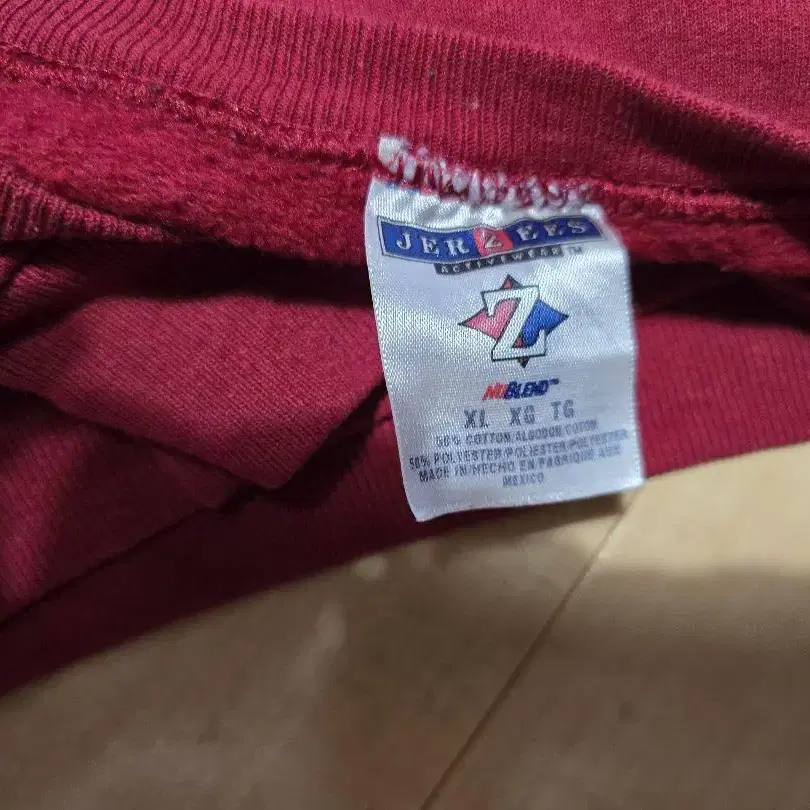 JERZEES
ACTIVEWEAR™
Z
NuBLEND™
XL XG TG
50% COTTON/ALGODON/COTON
50% POLYESTER/POLIESTER/POLYESTER
MADE IN/HECHO EN/FABRIQUE AUX
MEXICO